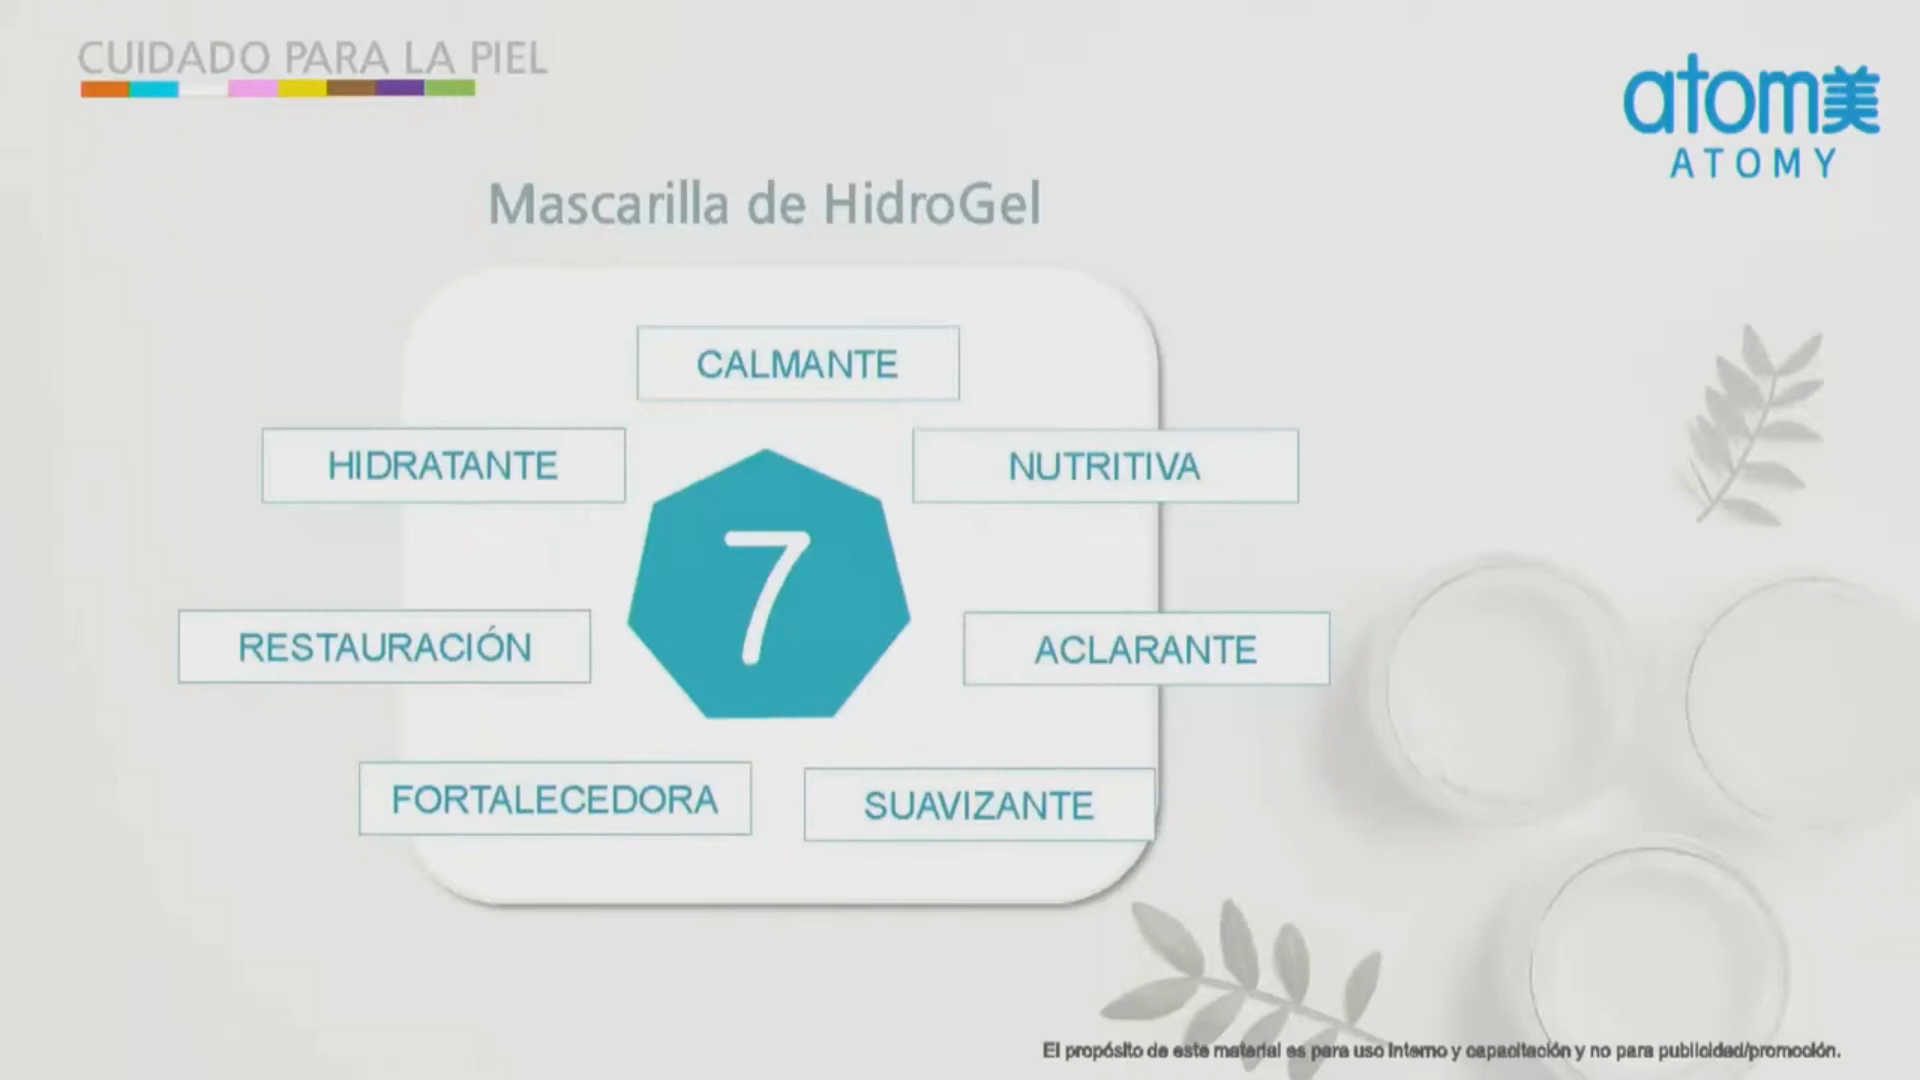 CUIDADO PARA LA PIEL
atom美
ATOMY
Mascarilla de HidroGel
CALMANTE
HIDRATANTE
NUTRITIVA
7
RESTAURACIÓN
ACLARANTE
FORTALECEDORA
SUAVIZANTE
El propósito de este material es para uso interno y capacitación y no para publicidad/promoción.